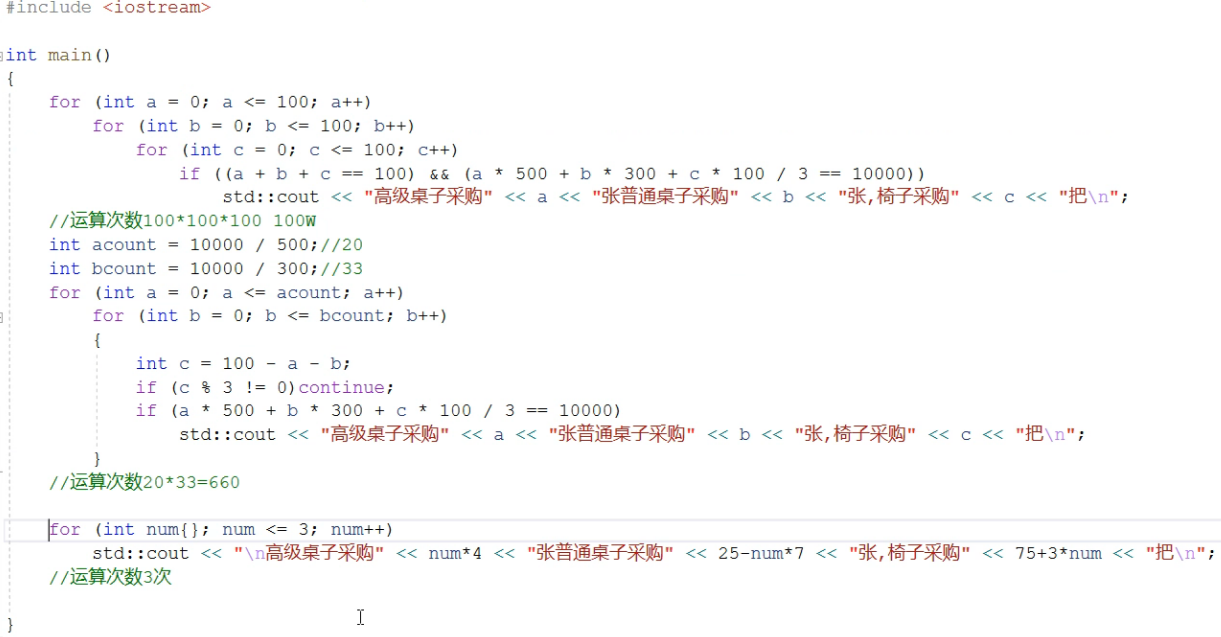 #include <iostream>
int main()
{
for (int a = 0; a <= 100; a++)
for (int b = 0; b <= 100; b++)
for (int c = 0; c <= 100; c++)
if ((a + b + c == 100) && (a * 500 + b * 300 + c * 100 / 3 == 10000))
std::cout << "高级桌子采购" << a << "张普通桌子采购" << b << "张,椅子采购" << c << "把\n";
//运算次数100*100*100 100W
int acount = 10000 / 500;//20
int bcount = 10000 / 300;//33
for (int a = 0; a <= acount; a++)
for (int b = 0; b <= bcount; b++)
{
int c = 100 - a - b;
if (c % 3 != 0)continue;
if (a * 500 + b * 300 + c * 100 / 3 == 10000)
std::cout << "高级桌子采购" << a << "张普通桌子采购" << b << "张,椅子采购" << c << "把\n";
}
//运算次数20*33=660
for (int num{}; num <= 3; num++)
std::cout << "\n高级桌子采购" << num*4 << "张普通桌子采购" << 25-num*7 << "张,椅子采购" << 75+3*num << "把\n";
//运算次数3次
}